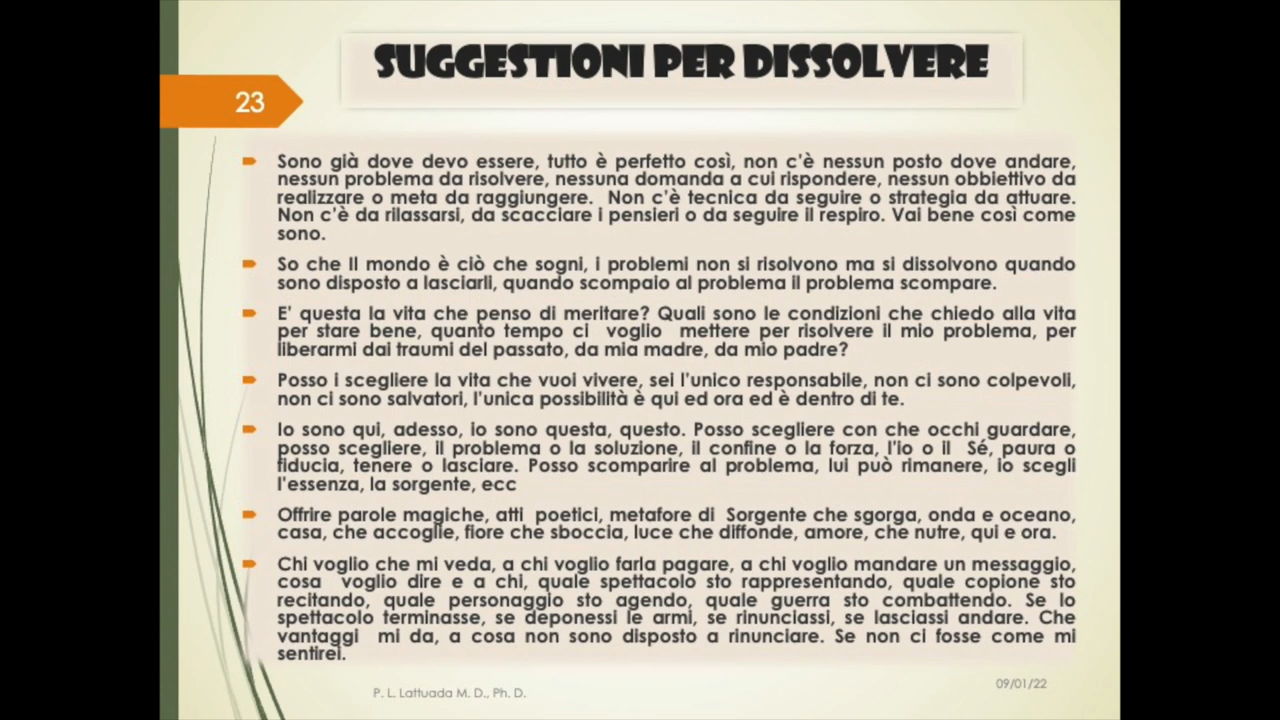 SUGGESTIONI PER DISSOLVERE
23
Sono già dove devo essere, tutto è perfetto così, non c'è nessun posto dove andare,
nessun problema da risolvere, nessuna domanda a cui rispondere, nessun obbiettivo da
realizzare o meta da raggiungere. Non c'è tecnica da seguire o strategia da attuare.
Non c'è da rilassarsi, da scacciare i pensieri o da seguire il respiro. Vai bene così come
sono.
So che Il mondo è ciò che sogni, i problemi non si risolvono ma si dissolvono quando
sono disposto a lasciarli, quando scompaio al problema il problema scompare.
E' questa la vita che penso di meritare? Quali sono le condizioni che chiedo alla vita
per stare bene, quanto tempo ci voglio mettere per risolvere il mio problema, per
liberarmi dai traumi del passato, da mia madre, da mio padre?
Posso i scegliere la vita che vuoi vivere, sei l'unico responsabile, non ci sono colpevoli,
non ci sono salvatori, l'unica possibilità è qui ed ora ed è dentro di te.
Io sono qui, adesso, io sono questa, questo. Posso scegliere con che occhi guardare,
posso scegliere, il problema o la soluzione, il confine o la forza, l'io o il Sé, paura o
fiducia, tenere o lasciare. Posso scomparire al problema, lui può rimanere, io scegli
l'essenza, la sorgente, ecc
Offrire parole magiche, atti poetici, metafore di Sorgente che sgorga, onda e oceano,
casa, che accoglie, fiore che sboccia, luce che diffonde, amore, che nutre, qui e ora.
Chi voglio che mi veda, a chi voglio farla pagare, a chi voglio mandare un messaggio,
cosa voglio dire e a chi, quale spettacolo sto rappresentando, quale copione sto
recitando, quale personaggio sto agendo, quale guerra sto combattendo. Se lo
spettacolo terminasse, se deponessi le armi, se rinunciassi, se lasciassi andare. Che
vantaggi mi da, a cosa non sono disposto a rinunciare. Se non ci fosse come mi
sentirei.
P. L. Lattuada M. D., Ph. D.
09/01/22